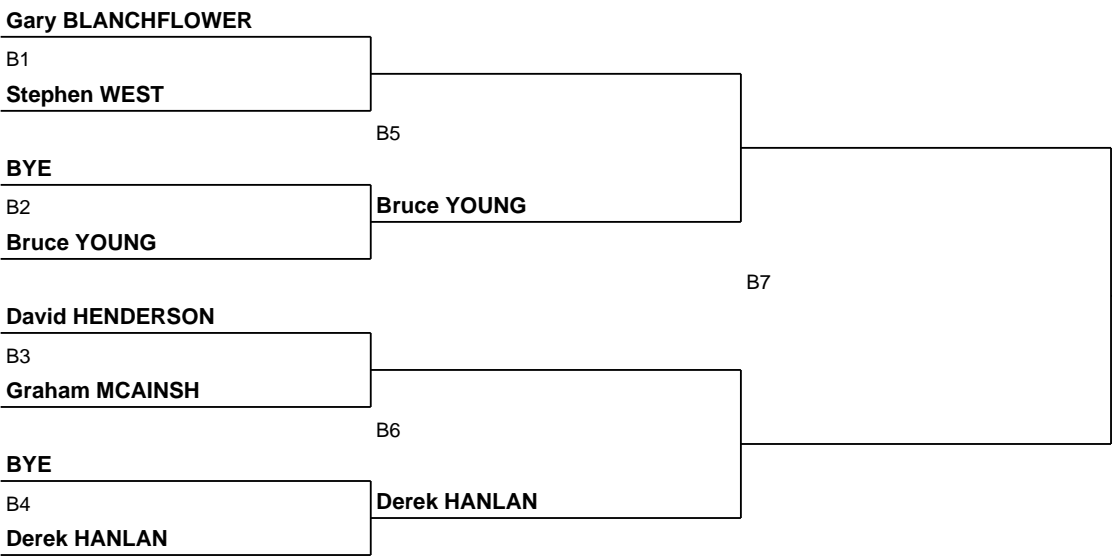 Gary BLANCHFLOWER
B1
Stephen WEST
B5
BYE
B2
Bruce YOUNG
Bruce YOUNG
B7
David HENDERSON
B3
Graham MCAINSH
B6
BYE
B4
Derek HANLAN
Derek HANLAN